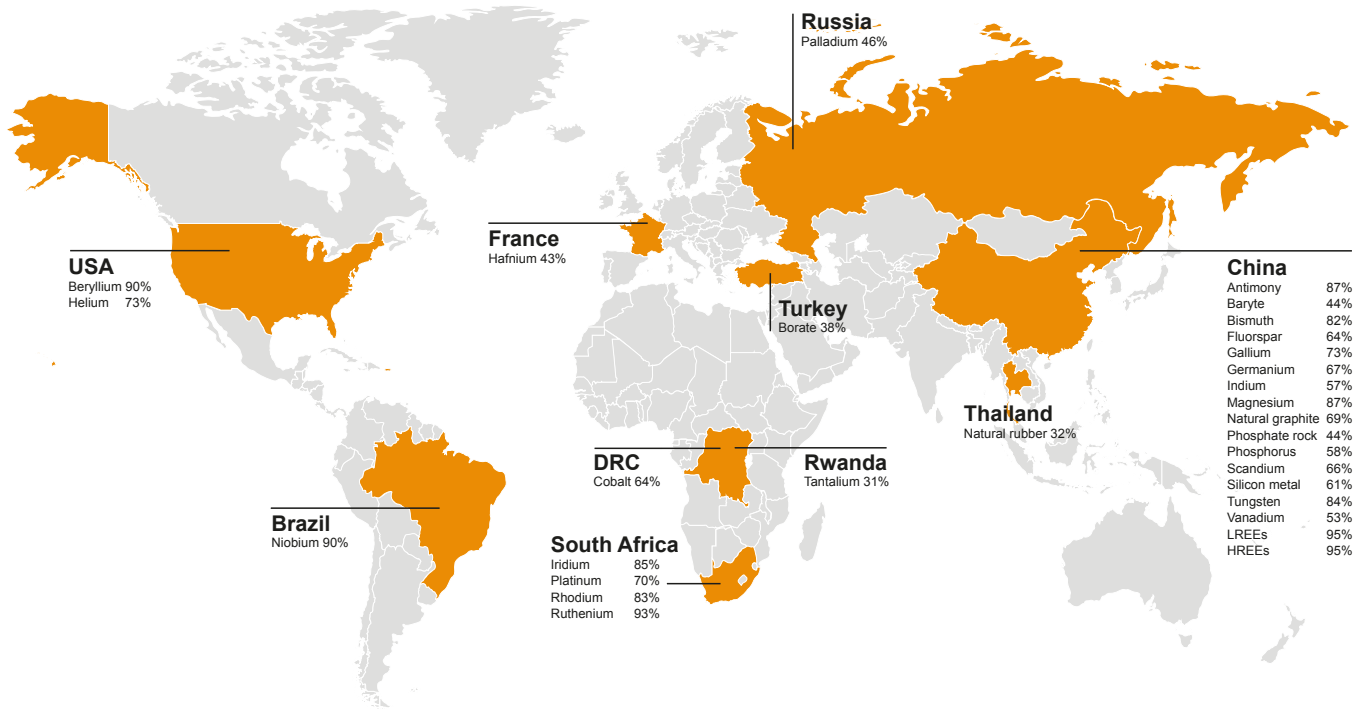 Russia
Palladium 46%
France
Hafnium 43%
USA
Beryllium 90%
Helium 73%
China
Antimony 87%
Baryte 44%
Bismuth 82%
Fluorspar 64%
Gallium 73%
Germanium 67%
Indium 57%
Magnesium 87%
Natural graphite 69%
Phosphate rock 44%
Phosphorus 58%
Scandium 66%
Silicon metal 61%
Tungsten 84%
Vanadium 53%
LREEs 95%
HREEs 95%
Turkey
Borate 38%
Thailand
Natural rubber 32%
DRC
Cobalt 64%
Rwanda
Tantalium 31%
Brazil
Niobium 90%
South Africa
Iridium 85%
Platinum 70%
Rhodium 83%
Ruthenium 93%